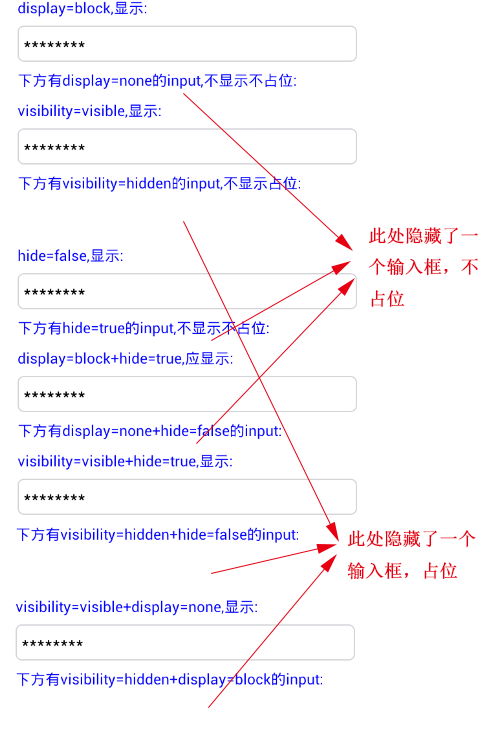 display=block,显示:
********
下方有display=none的input,不显示不占位:
visibility=visible,显示:
********
下方有visibility=hidden的input,不显示占位:
hide=false,显示:
********
下方有hide=true的input,不显示不占位:
display=block+hide=true,应显示:
********
下方有display=none+hide=false的input:
visibility=visible+hide=true,显示:
********
下方有visibility=hidden+hide=false的input:
visibility=visible+display=none,显示:
********
下方有visibility=hidden+display=block的input:
此处隐藏了一
个输入框，不
占位
此处隐藏了一个
输入框，占位